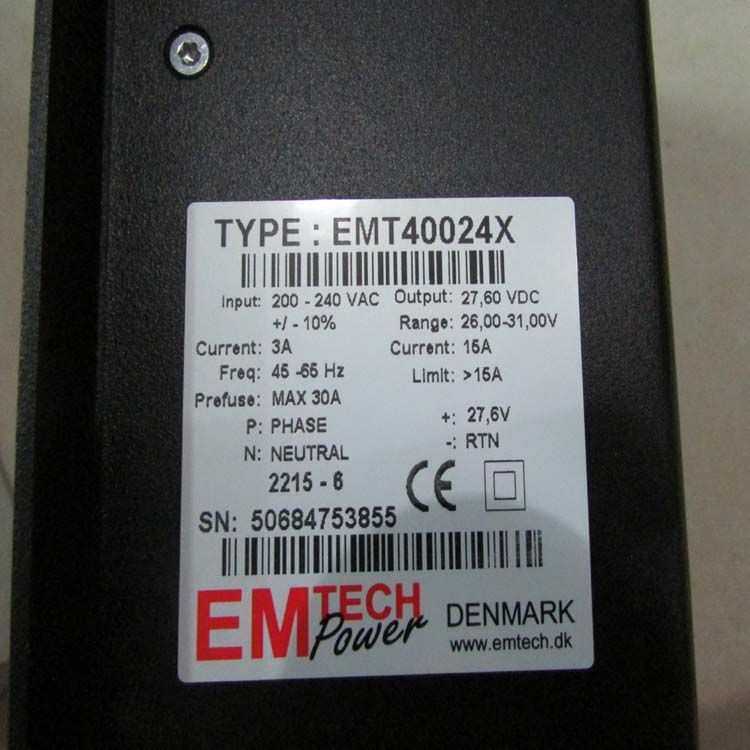 TYPE : EMT40024X
Input: 200 - 240 VAC Output: 27,60 VDC
+/- 10% Range: 26,00-31,00V
Current: 3A Current: 15A
Freq: 45 -65 Hz Limit: >15A
Prefuse: MAX 30A
P: PHASE +: 27,6V
N: NEUTRAL -: RTN
2215 - 6 CE
SN: 50684753855
EMTECH Power DENMARK
www.emtech.dk